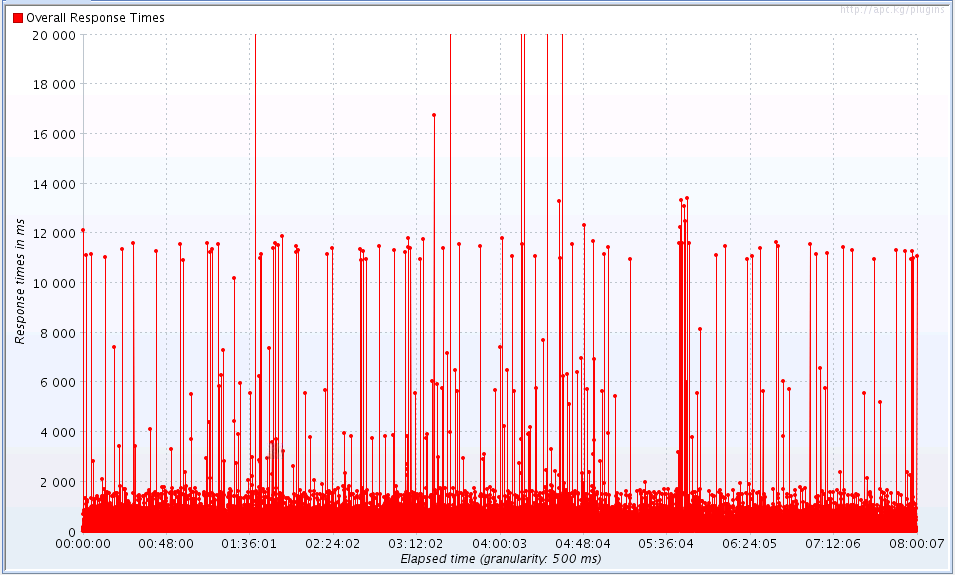 http://apc.kg/plugins
Overall Response Times
20 000
18 000
16 000
14 000
12 000
10 000
8 000
6 000
4 000
2 000
0
Response times in ms
00:00:00 00:48:00 01:36:01 02:24:02 03:12:02 04:00:03 04:48:04 05:36:04 06:24:05 07:12:06 08:00:07
Elapsed time (granularity: 500 ms)